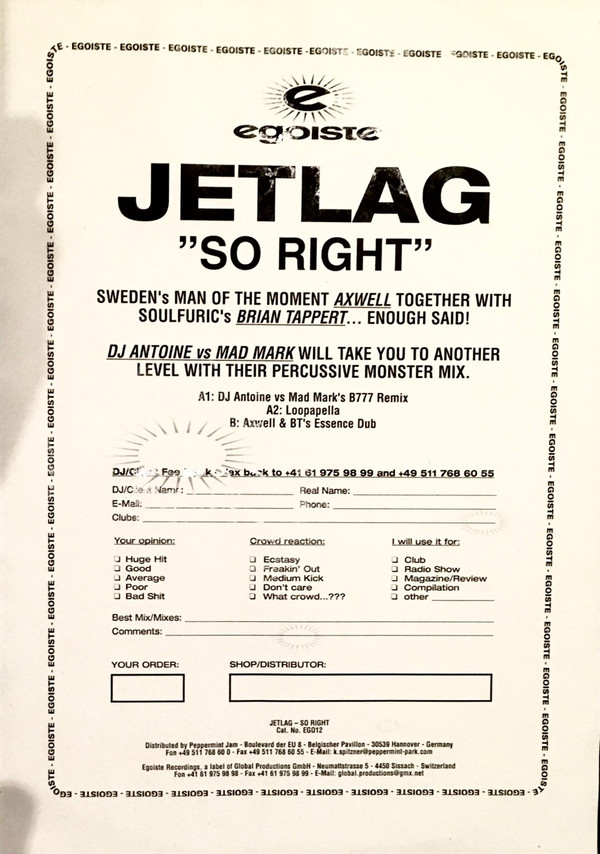 EGOISTE - EGOISTE - EGOISTE - EGOISTE - EGOISTE - EGOISTE - EGOISTE - EGOISTE - EGOISTE - EGOISTE
e
egoiste
JETLAG
"SO RIGHT"
SWEDEN's MAN OF THE MOMENT AXWELL TOGETHER WITH
SOULFURIC's BRIAN TAPPERT... ENOUGH SAID!
DJ ANTOINE vs MAD MARK WILL TAKE YOU TO ANOTHER
LEVEL WITH THEIR PERCUSSIVE MONSTER MIX.
A1: DJ Antoine vs Mad Mark's B777 Remix
A2: Loopapella
B: Axwell & BT's Essence Dub
back to +41 61 975 98 99 and +49 511 768 60 55
DJ/Client Name: Real Name:
E-Mail: Phone:
Clubs:
Your opinion: Crowd reaction: I will use it for:
❏ Huge Hit ❏ Ecstasy ❏ Club
❏ Good ❏ Freakin' Out ❏ Radio Show
❏ Average ❏ Medium Kick ❏ Magazine/Review
❏ Poor ❏ Don't care ❏ Compilation
❏ Bad Shit ❏ What crowd...??? ❏ other
Best Mix/Mixes:
Comments:
YOUR ORDER: SHOP/DISTRIBUTOR:
JETLAG – SO RIGHT
Cat. No. EGO12
Distributed by Peppermint Jam - Boulevard der EU 8 - Belgischer Pavillon - 30539 Hannover - Germany
Fon +49 511 768 60 0 - Fax +49 511 768 60 55 - E-Mail: k.spitzner@peppermint-park.com
Egoiste Recordings, a label of Global Productions GmbH - Neumattstrasse 5 - 4450 Sissach - Switzerland
Fon +41 61 975 98 98 - Fax +41 61 975 98 99 - E-Mail: global.productions@gmx.net